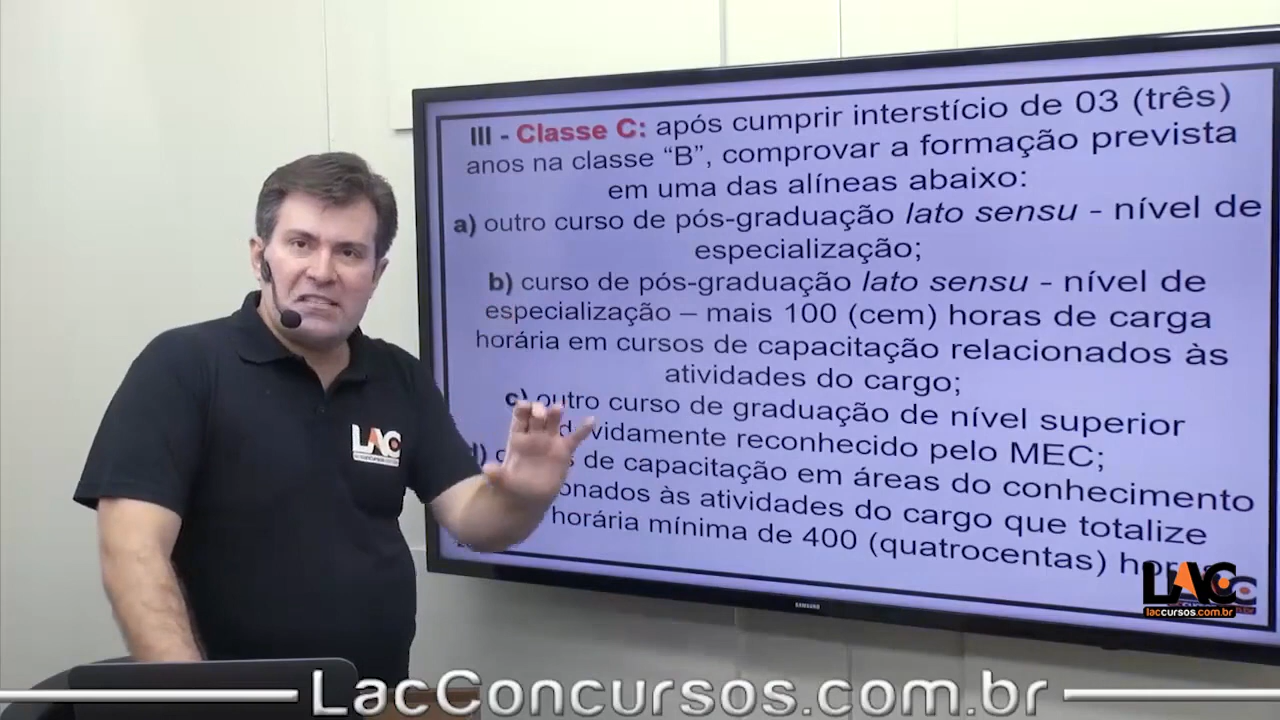 III - Classe C: após cumprir interstício de 03 (três)
anos na classe “B”, comprovar a formação prevista
em uma das alíneas abaixo:
a) outro curso de pós-graduação lato sensu - nível de
especialização;
b) curso de pós-graduação lato sensu - nível de
especialização – mais 100 (cem) horas de carga
horária em cursos de capacitação relacionados às
atividades do cargo;
c) outro curso de graduação de nível superior
devidamente reconhecido pelo MEC;
de capacitação em áreas do conhecimento
às atividades do cargo que totalize
horária mínima de 400 (quatrocentas)
LAC
LAC
laccursos.com.br
LacConcursos.com.br